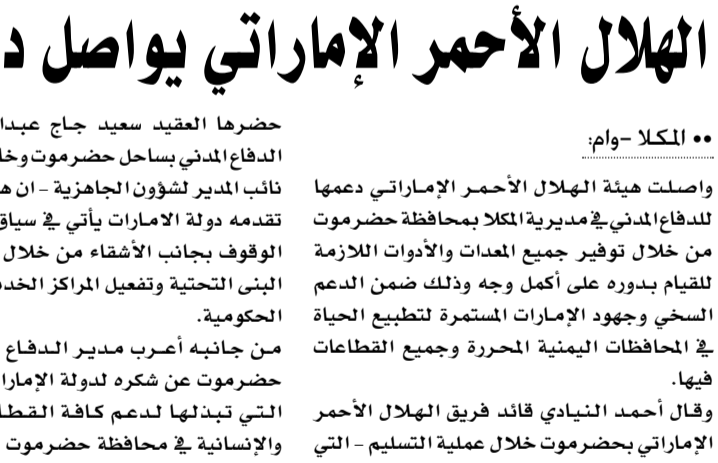 الهلال الأحمر الإماراتي يواصل د
•• المكلا –وام:
واصلت هيئة الهلال الأحمر الإماراتي دعمها
للدفاع المدني في مديرية المكلا بمحافظة حضرموت
من خلال توفير جميع المعدات والأدوات اللازمة
للقيام بدوره على أكمل وجه وذلك ضمن الدعم
السخي وجهود الإمارات المستمرة لتطبيع الحياة
في المحافظات اليمنية المحررة وجميع القطاعات
فيها.
وقال أحمد النيادي قائد فريق الهلال الأحمر
الإماراتي بحضرموت خلال عملية التسليم – التي
حضرها العقيد سعيد جاج عبدا
الدفاع المدني بساحل حضرموت وخا
نائب المدير لشؤون الجاهزية – ان ه
تقدمه دولة الامارات يأتي في سياق
الوقوف بجانب الأشقاء من خلال
البنى التحتية وتفعيل المراكز الخد
الحكومية.
من جانبه أعرب مدير الدفاع
حضرموت عن شكره لدولة الإمارا
التي تبذلها لدعم كافة القطا
والإنسانية في محافظة حضرموت